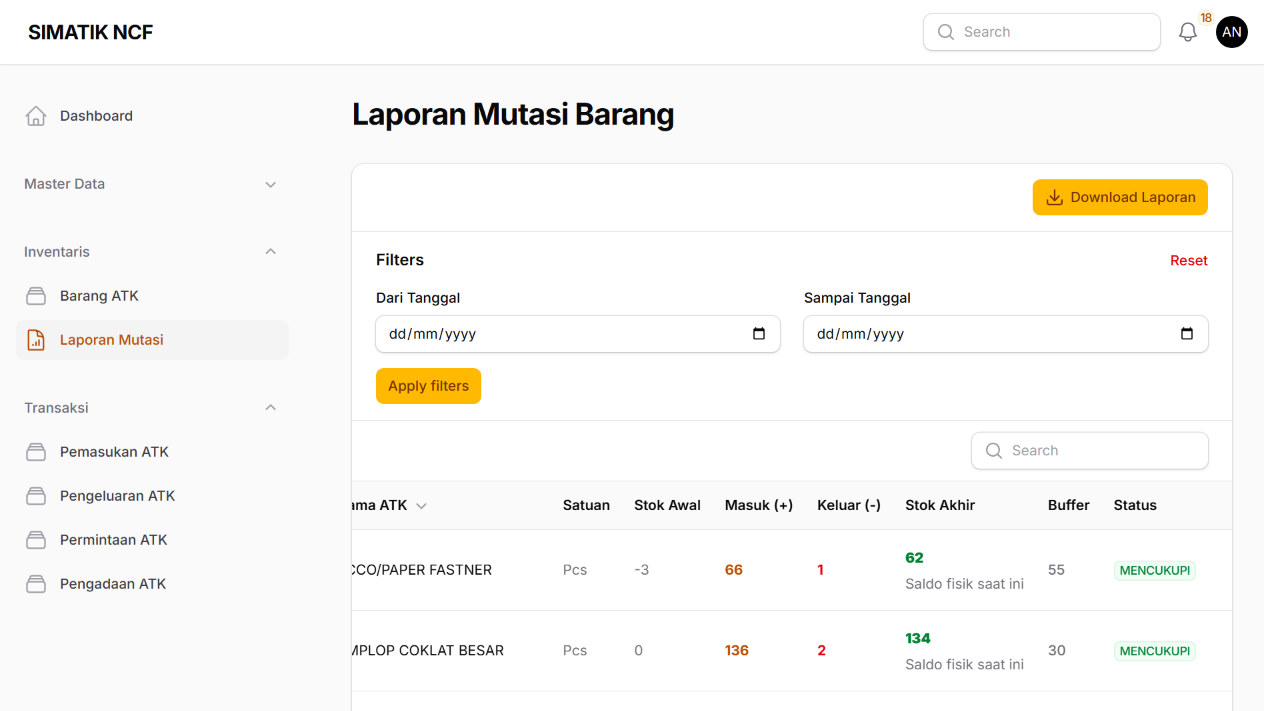 SIMATIK NCF
Search
18
AN
Dashboard
Master Data
Inventaris
Barang ATK
Laporan Mutasi
Transaksi
Pemasukan ATK
Pengeluaran ATK
Permintaan ATK
Pengadaan ATK
Laporan Mutasi Barang
Download Laporan
Filters
Reset
Dari Tanggal
Sampai Tanggal
dd/mm/yyyy
dd/mm/yyyy
Apply filters
Search
ama ATK Satuan Stok Awal Masuk (+) Keluar (-) Stok Akhir Buffer Status
CCO/PAPER FASTNER Pcs -3 66 1 62 55 MENCUKUPI
Saldo fisik saat ini
MPLOP COKLAT BESAR Pcs 0 136 2 134 30 MENCUKUPI
Saldo fisik saat ini